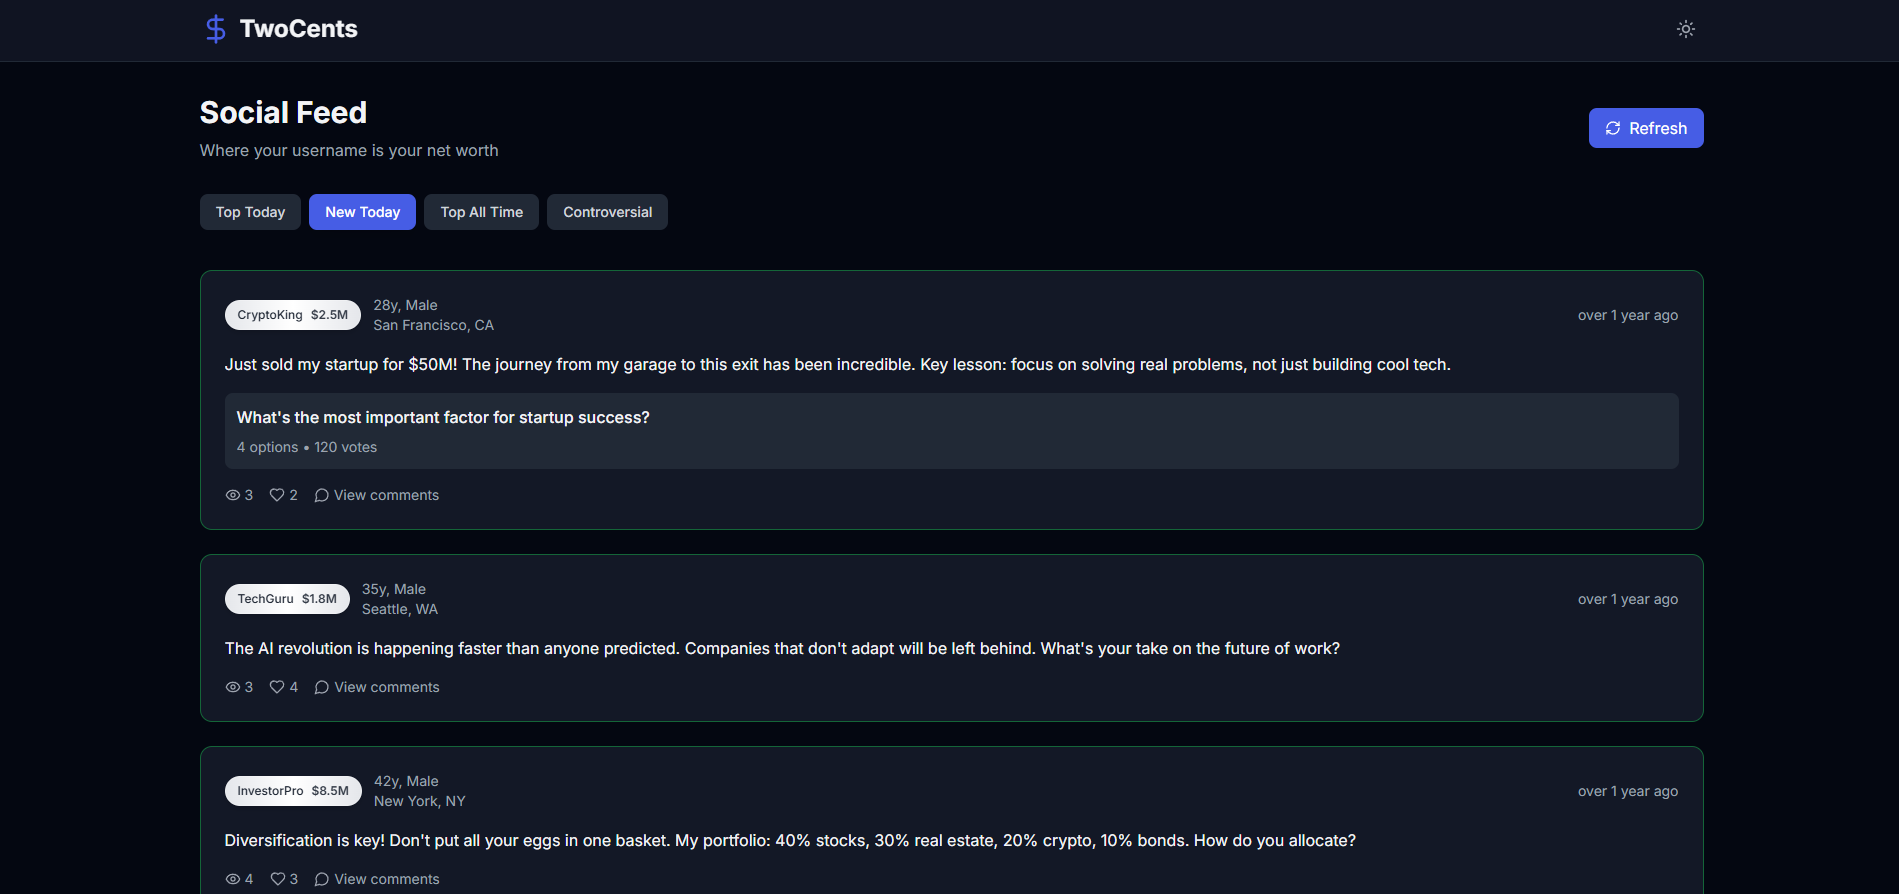 TwoCents
Social Feed
Where your username is your net worth
Refresh
Top Today
New Today
Top All Time
Controversial
CryptoKing $2.5M
28y, Male
San Francisco, CA
over 1 year ago
Just sold my startup for $50M! The journey from my garage to this exit has been incredible. Key lesson: focus on solving real problems, not just building cool tech.
What's the most important factor for startup success?
4 options • 120 votes
3 2 View comments
TechGuru $1.8M
35y, Male
Seattle, WA
over 1 year ago
The AI revolution is happening faster than anyone predicted. Companies that don't adapt will be left behind. What's your take on the future of work?
3 4 View comments
InvestorPro $8.5M
42y, Male
New York, NY
over 1 year ago
Diversification is key! Don't put all your eggs in one basket. My portfolio: 40% stocks, 30% real estate, 20% crypto, 10% bonds. How do you allocate?
4 3 View comments